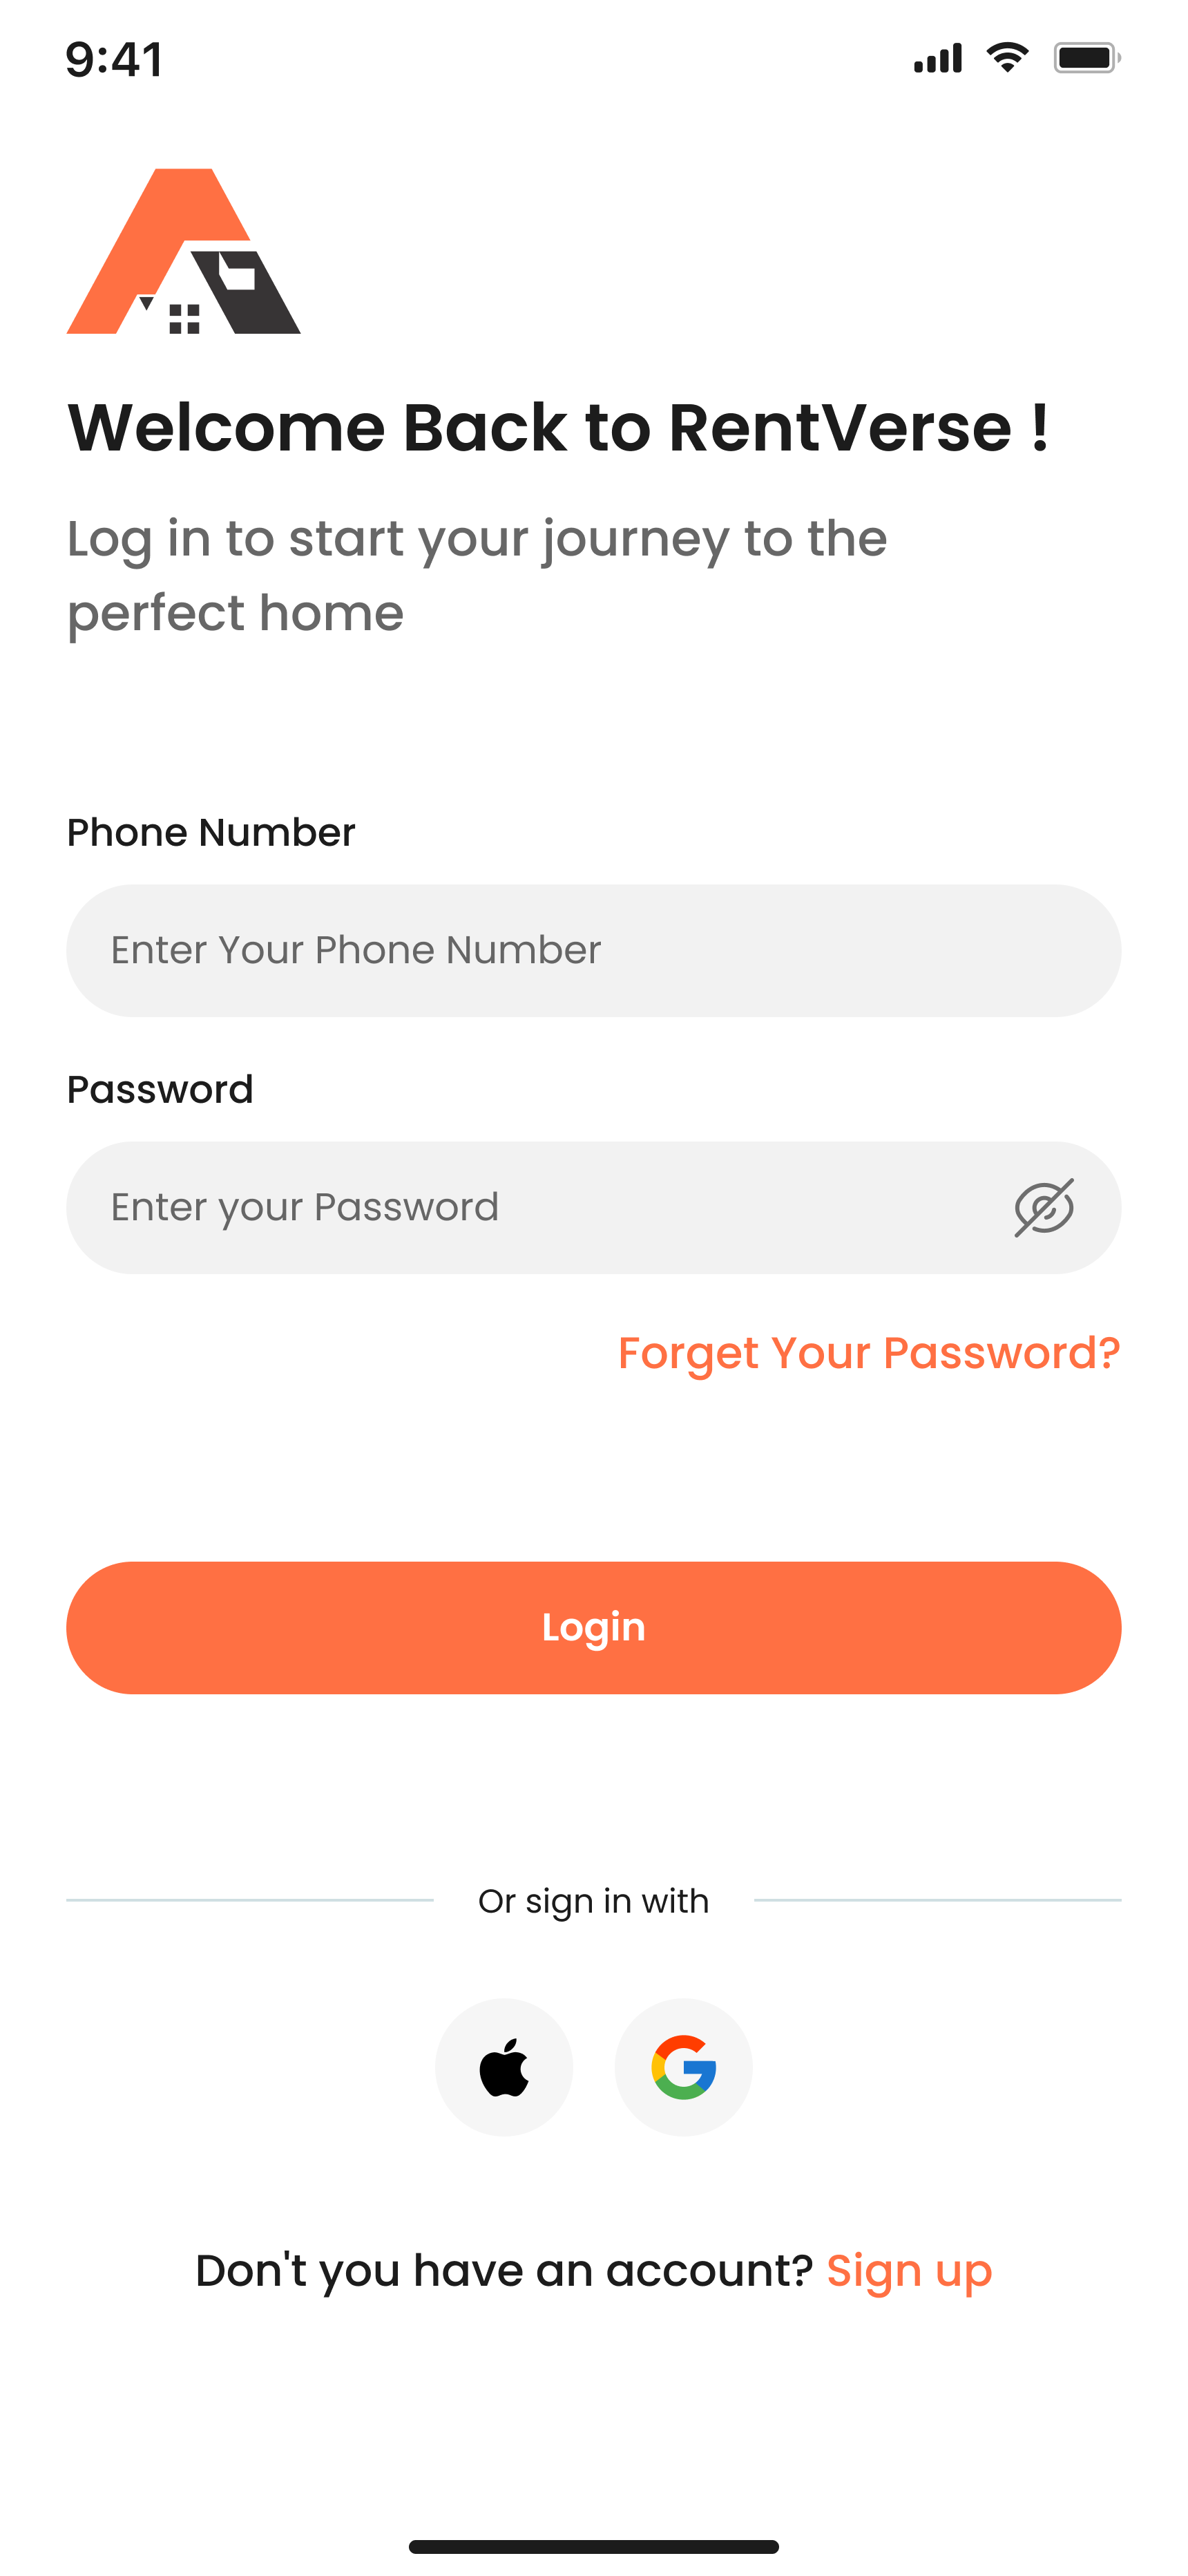 9:41
Welcome Back to RentVerse !
Log in to start your journey to the
perfect home
Phone Number
Enter Your Phone Number
Password
Enter your Password
Forget Your Password?
Login
Or sign in with
Don't you have an account? Sign up